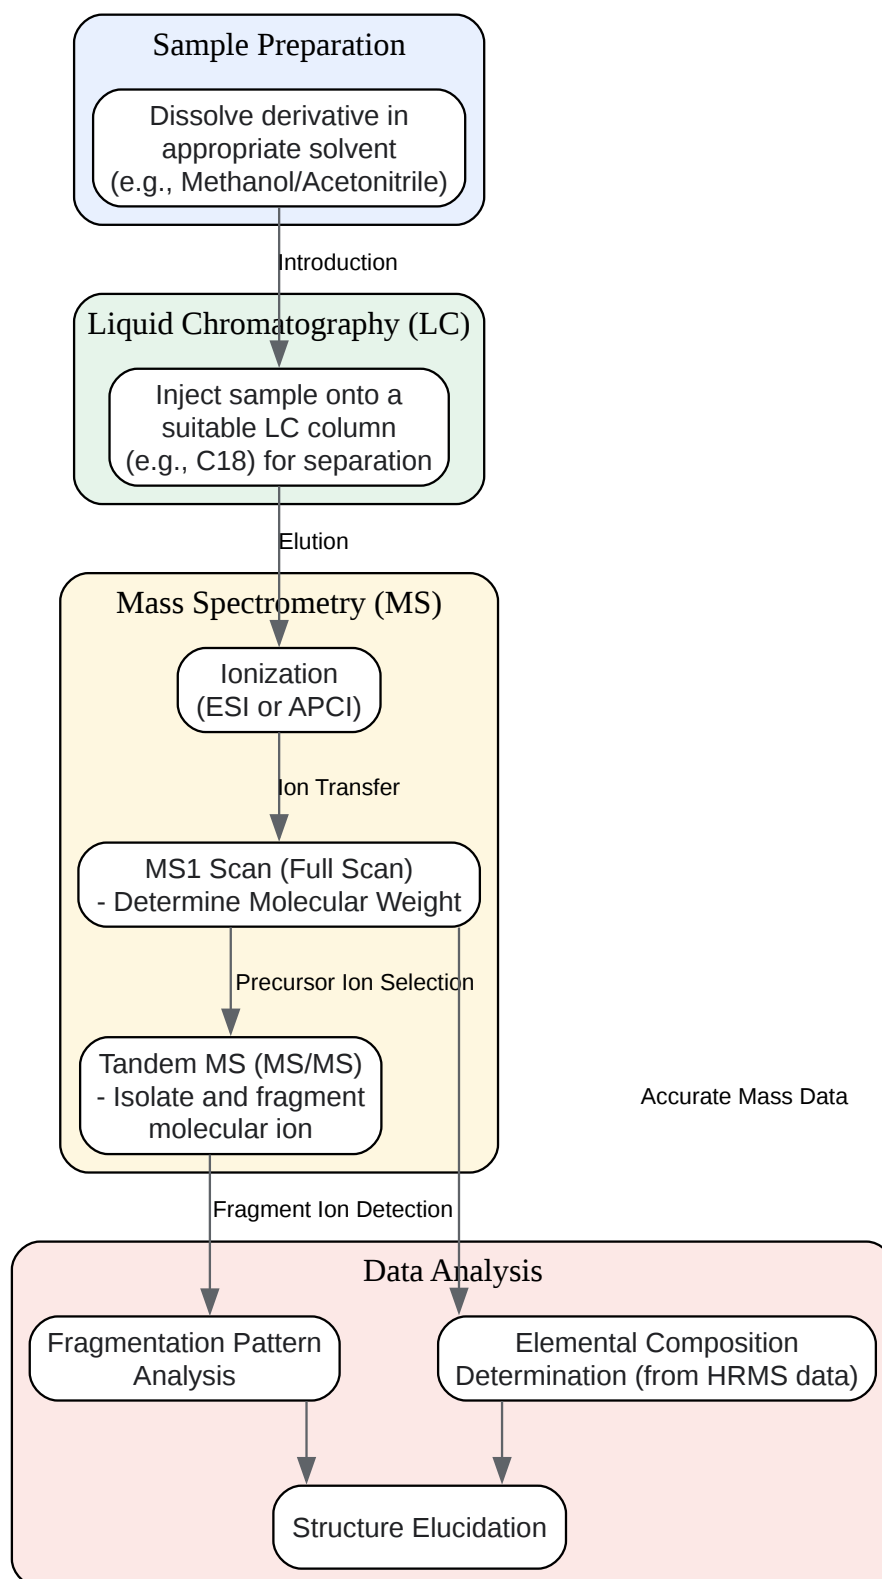 Sample Preparation
Dissolve derivative in
appropriate solvent
(e.g., Methanol/Acetonitrile)
Introduction
Liquid Chromatography (LC)
Inject sample onto a
suitable LC column
(e.g., C18) for separation
Elution
Mass Spectrometry (MS)
Ionization
(ESI or APCI)
Ion Transfer
MS1 Scan (Full Scan)
- Determine Molecular Weight
Precursor Ion Selection
Tandem MS (MS/MS)
- Isolate and fragment
molecular ion
Accurate Mass Data
Fragment Ion Detection
Data Analysis
Fragmentation Pattern
Analysis
Elemental Composition
Determination (from HRMS data)
Structure Elucidation